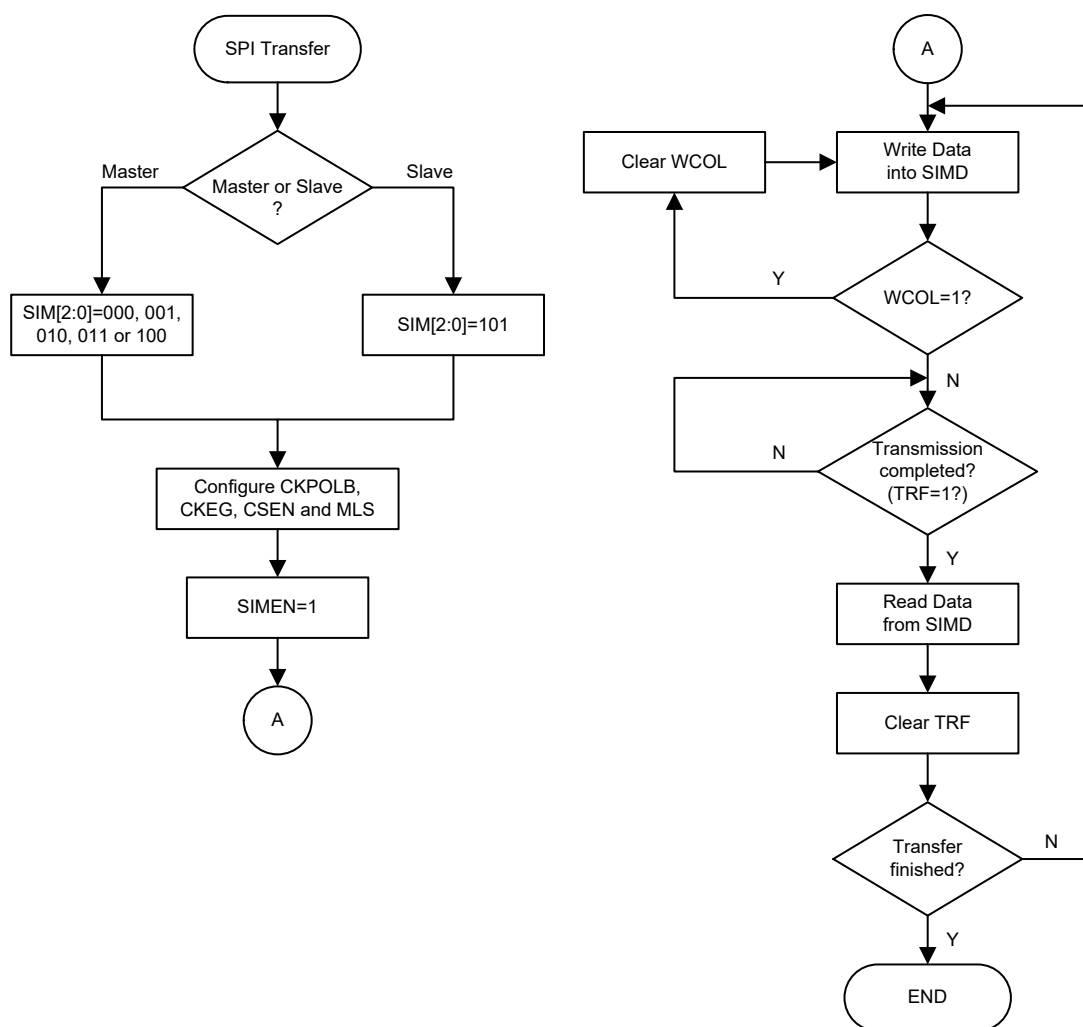 SPI Transfer
Master
Slave
Master or Slave
?
SIM[2:0]=000, 001,
010, 011 or 100
SIM[2:0]=101
Configure CKPOLB,
CKEG, CSEN and MLS
SIMEN=1
A
A
Clear WCOL
Write Data
into SIMD
Y
WCOL=1?
N
N
Transmission
completed?
(TRF=1?)
Y
Read Data
from SIMD
Clear TRF
Transfer
finished?
N
Y
END